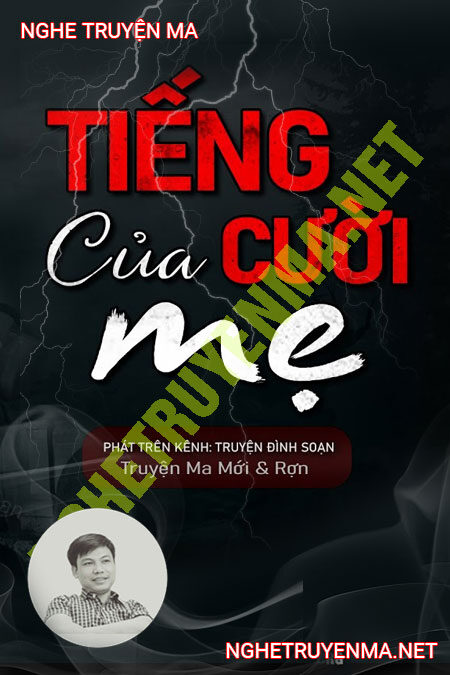 NGHE TRUYỆN MA
TIẾNG
Của CƯỜI
mẹ
NGHETRUYENMA.NET
PHÁT TRÊN KÊNH: TRUYỆN ĐÌNH SOẠN
Truyện Ma Mới & Rợn
NGHETRUYENMA.NET